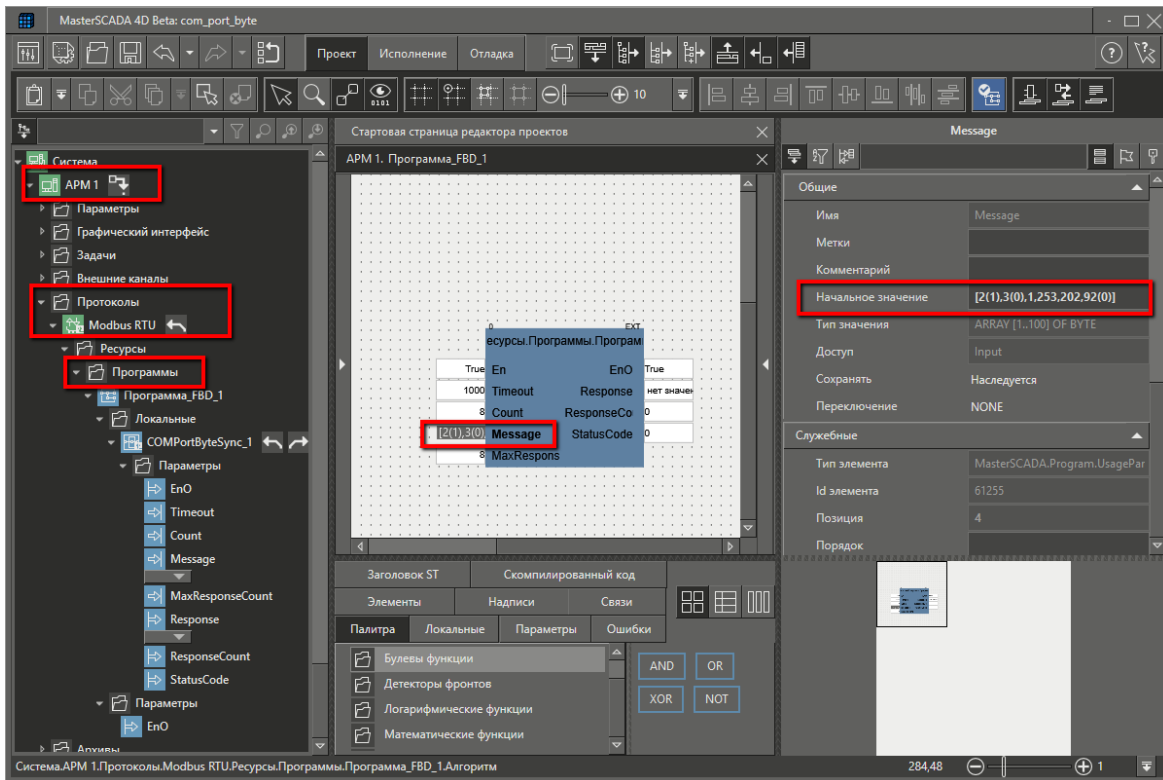 MasterSCADA 4D Beta: com_port_byte
Проект Исполнение Отладка
10
Стартовая страница редактора проектов
АРМ 1. Программа_FBD_1
Система
АРМ 1
Параметры
Графический интерфейс
Задачи
Внешние каналы
Протоколы
Modbus RTU
Ресурсы
Программы
Программа_FBD_1
Локальные
COMPortByteSync_1
Параметры
EnO
Timeout
Count
Message
MaxResponseCount
Response
ResponseCount
StatusCode
Параметры
EnO
Архивы
0 EXT
есурсы.Программы.Програм
True En EnO True
1000 Timeout Response нет значен
8 Count ResponseCo 0
[2(1),3(0), Message StatusCode 0
8 MaxRespons
Заголовок ST Скомпилированный код
Элементы Надписи Связи
Палитра Локальные Параметры Ошибки
Булевы функции
Детекторы фронтов
Логарифмические функции
Математические функции
AND OR
XOR NOT
Message
Общие
Имя Message
Метки
Комментарий
Начальное значение [2(1),3(0),1,253,202,92(0)]
Тип значения ARRAY [1..100] OF BYTE
Доступ Input
Сохранять Наследуется
Переключение NONE
Служебные
Тип элемента MasterSCADA.Program.UsagePar
Id элемента 61255
Позиция 4
Порядок
Система.АРМ 1.Протоколы.Modbus RTU.Ресурсы.Программы.Программа_FBD_1.Алгоритм
284,48 1